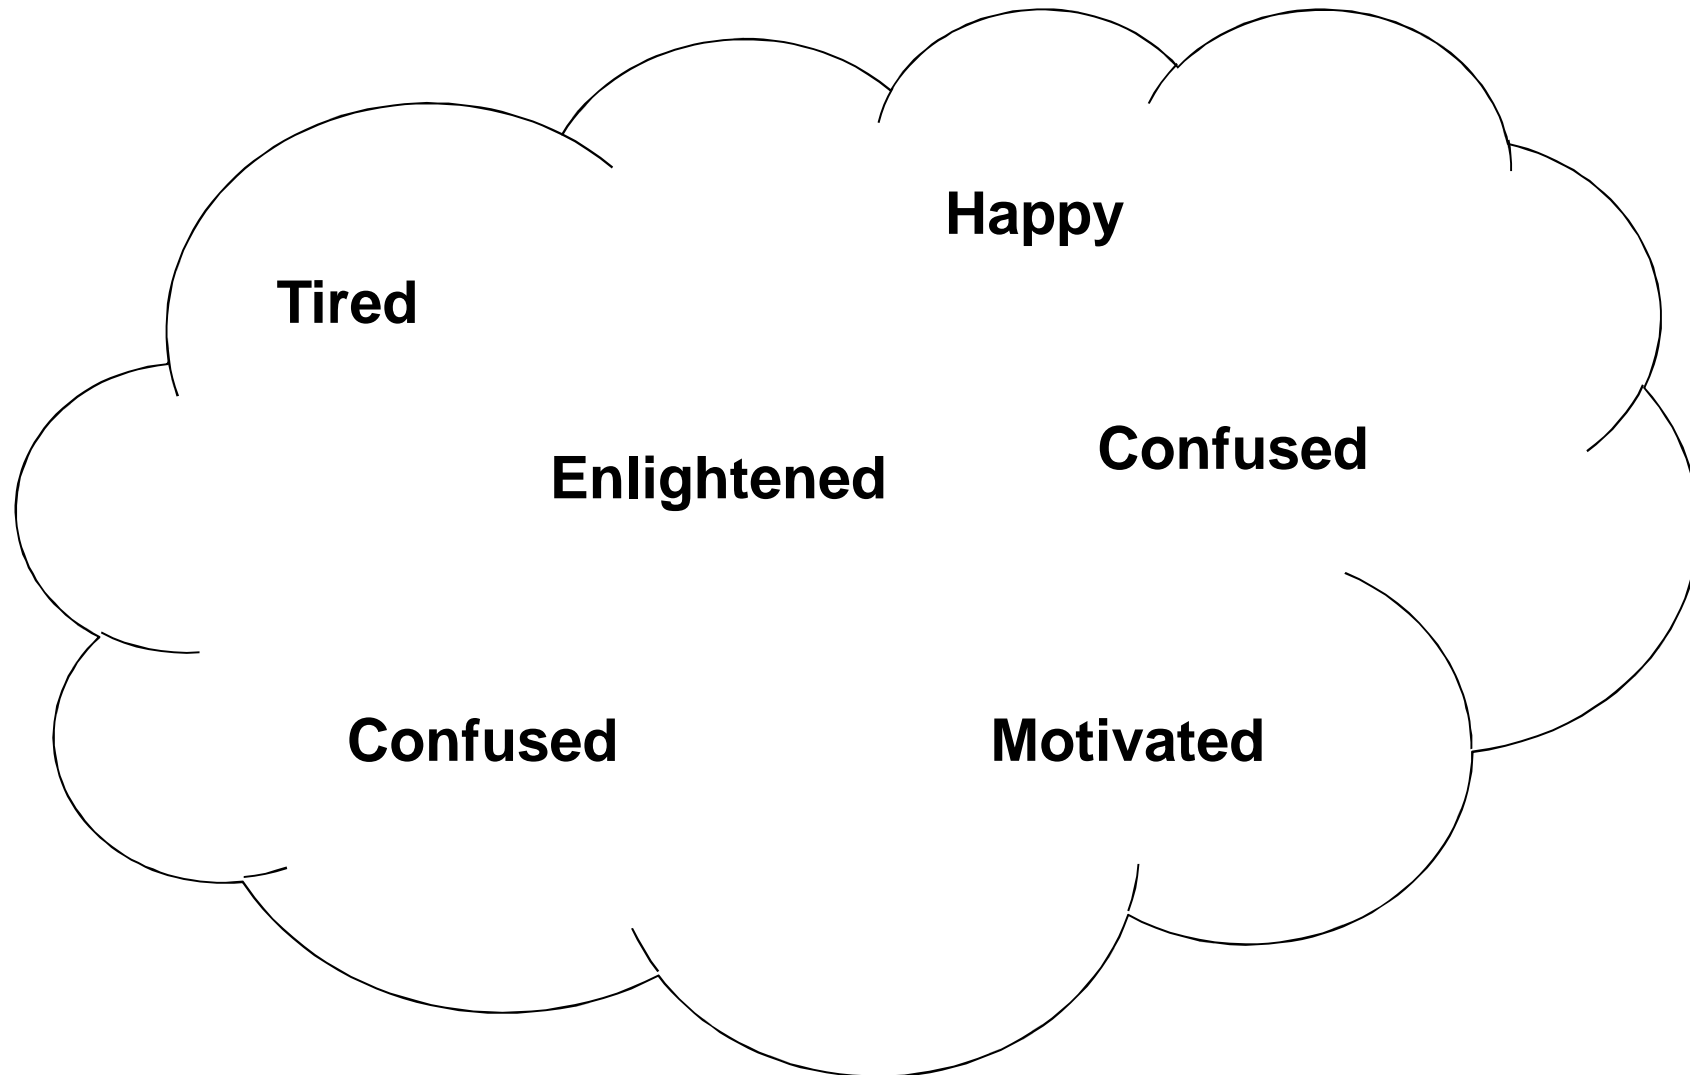 Happy
Tired
Confused
Enlightened
Confused
Motivated